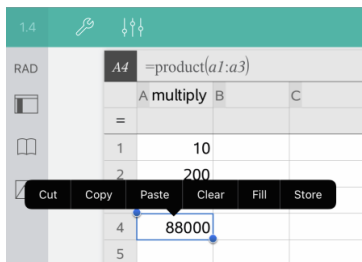 1.4
RAD
A4 =product(a1:a3)
A multiply B C
=
1 10
2 200
Cut Copy Paste Clear Fill Store
4 88000
5